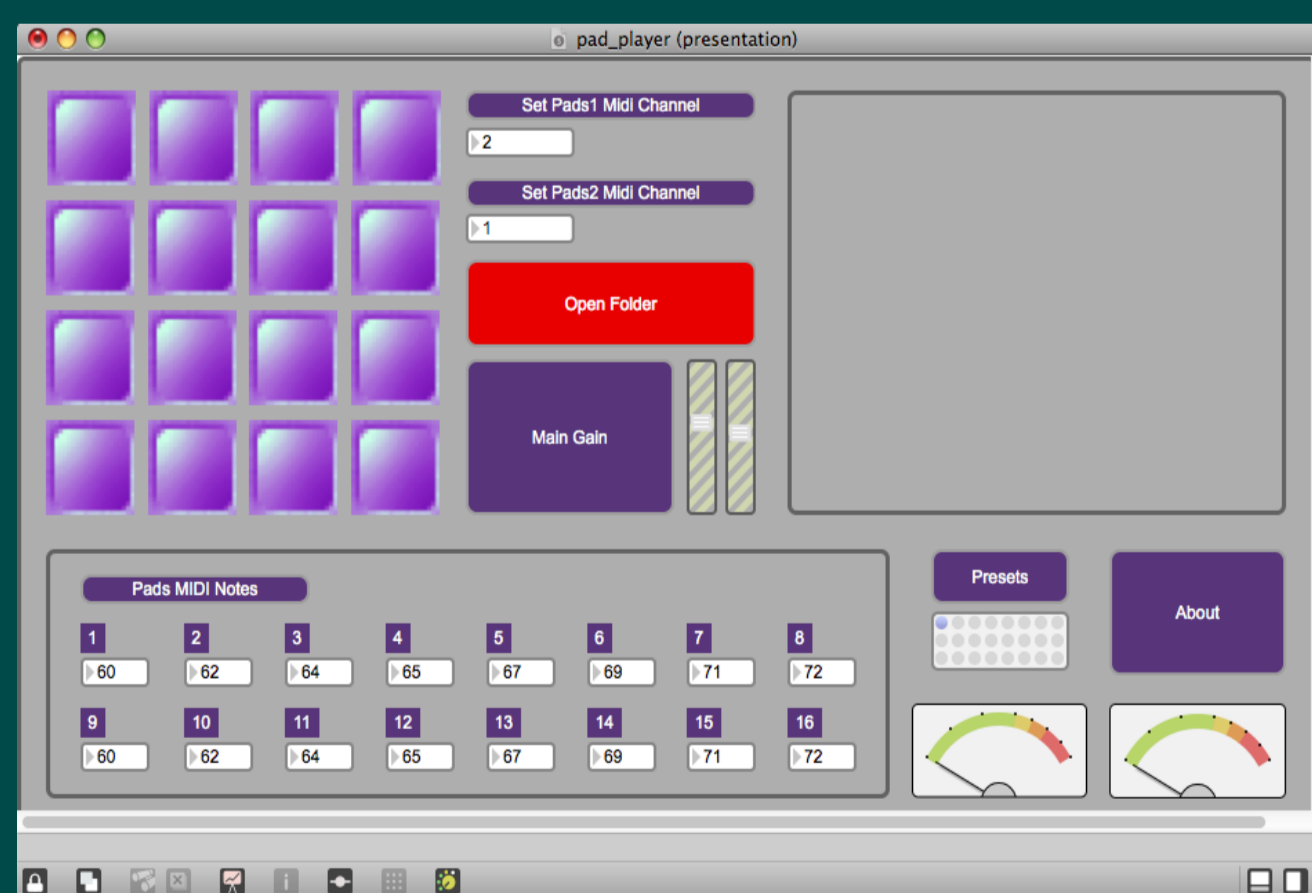 pad_player (presentation)
Set Pads1 Midi Channel
2
Set Pads2 Midi Channel
1
Open Folder
Main Gain
Pads MIDI Notes
1 2 3 4 5 6 7 8
60 62 64 65 67 69 71 72
9 10 11 12 13 14 15 16
60 62 64 65 67 69 71 72
Presets
About